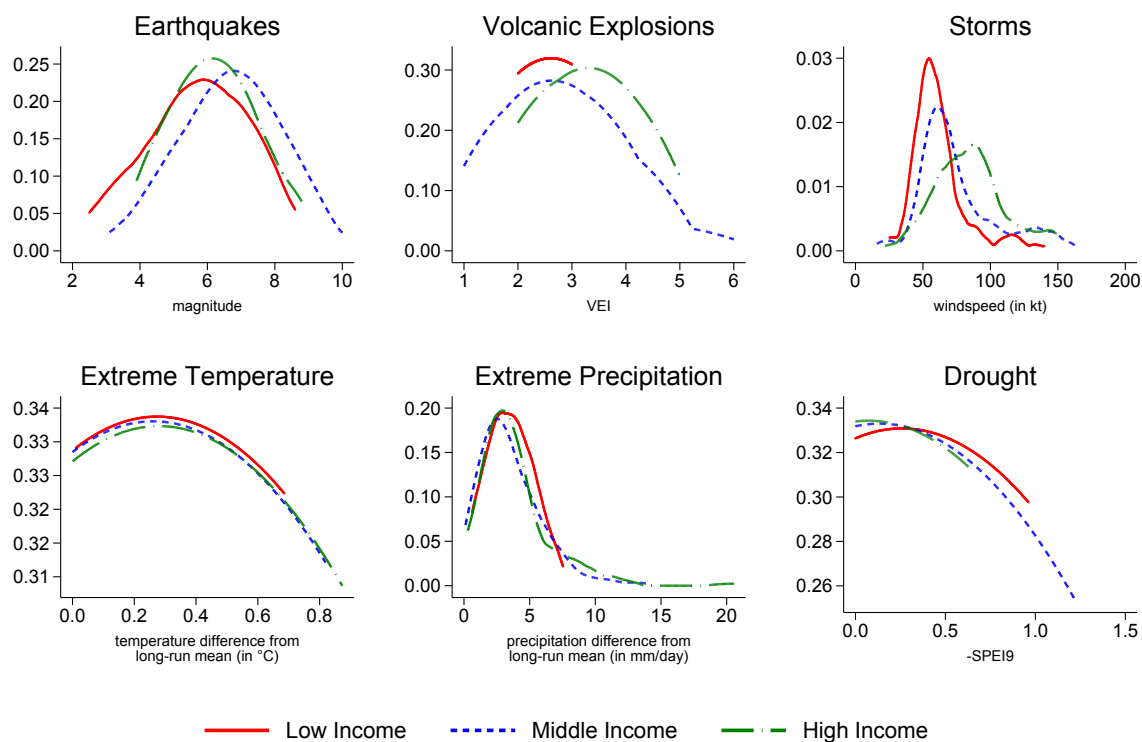 Earthquakes
0.25
0.20
0.15
0.10
0.05
0.00
2 4 6 8 10
magnitude
Volcanic Explosions
0.30
0.20
0.10
0.00
1 2 3 4 5 6
VEI
Storms
0.03
0.02
0.01
0.00
0 50 100 150 200
windspeed (in kt)
Extreme Temperature
0.34
0.33
0.33
0.32
0.32
0.31
0.0 0.2 0.4 0.6 0.8
temperature difference from
long-run mean (in °C)
Extreme Precipitation
0.20
0.15
0.10
0.05
0.00
0 5 10 15 20
precipitation difference from
long-run mean (in mm/day)
Drought
0.34
0.32
0.30
0.28
0.26
0.0 0.5 1.0 1.5
-SPEI9
Low Income Middle Income High Income